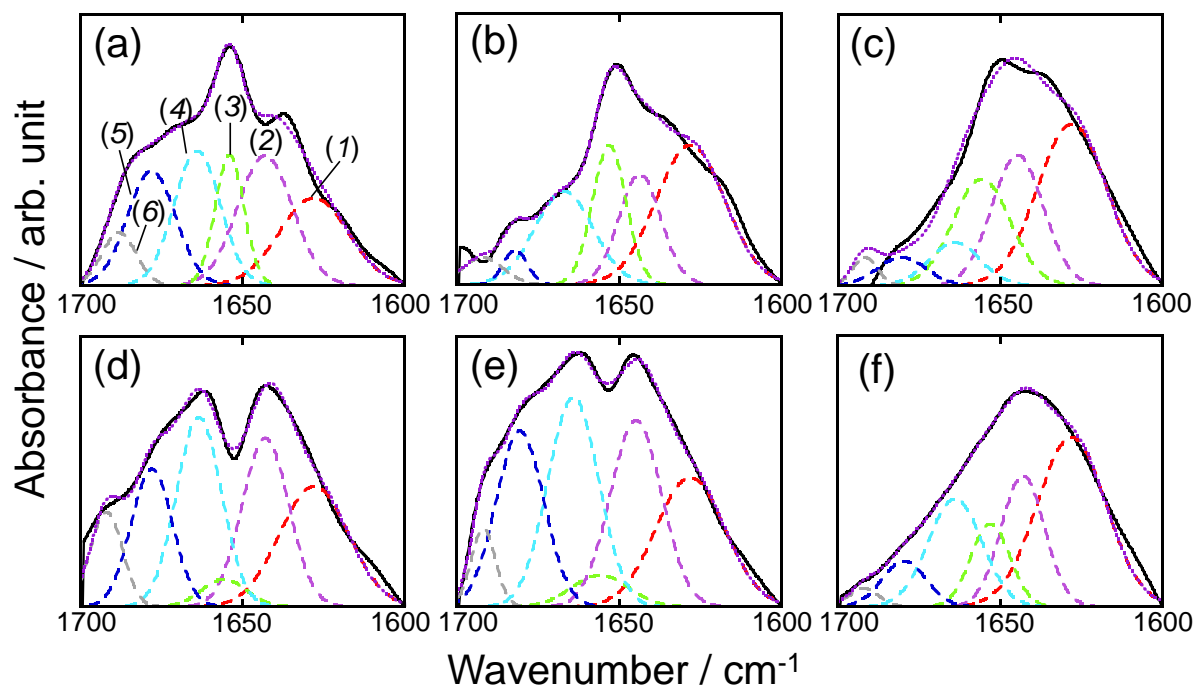 Absorbance / arb. unit
(a)
(b)
(c)
(5)
(4)
(3)
(2)
(1)
(6)
1700 1650 1600
1700 1650 1600
1700 1650 1600
(d)
(e)
(f)
1700 1650 1600
1700 1650 1600
1700 1650 1600
Wavenumber / cm⁻¹